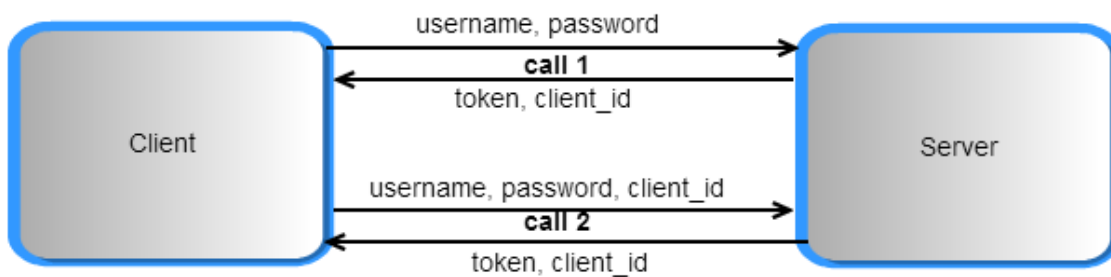 username, password
call 1
token, client_id
Client
Server
username, password, client_id
call 2
token, client_id